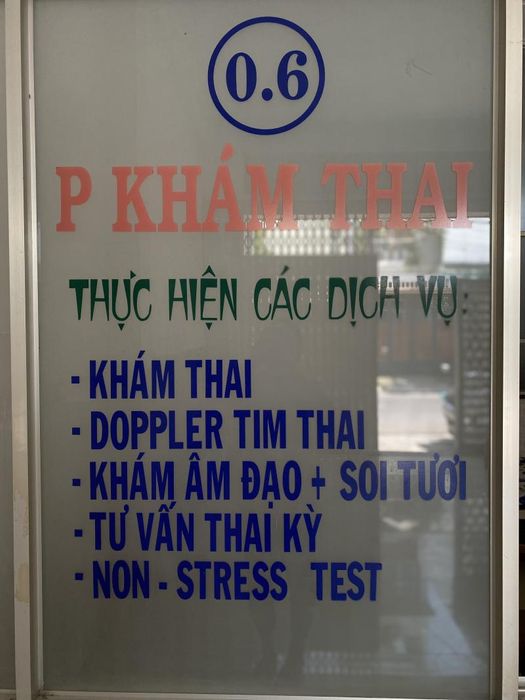 0.6
P KHÁM THAI
THỰC HIỆN CÁC DỊCH VỤ:
- KHÁM THAI
- DOPPLER TIM THAI
- KHÁM ÂM ĐẠO + SOI TƯƠI
- TƯ VẤN THAI KỲ
- NON - STRESS TEST